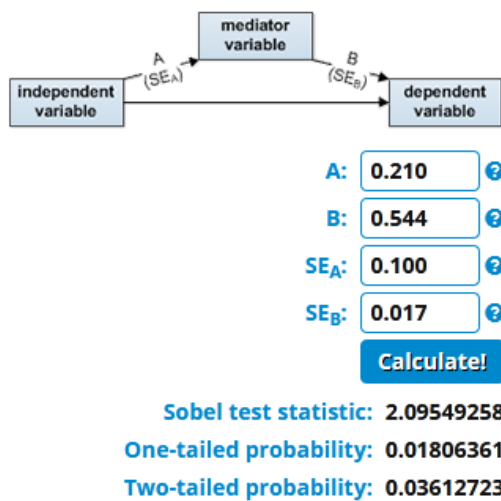 mediator
variable
A
(SEA)
B
(SEB)
independent
variable
dependent
variable
A: 0.210 ?
B: 0.544 ?
SEA: 0.100 ?
SEB: 0.017 ?
Calculate!
Sobel test statistic: 2.09549258
One-tailed probability: 0.01806361
Two-tailed probability: 0.03612723